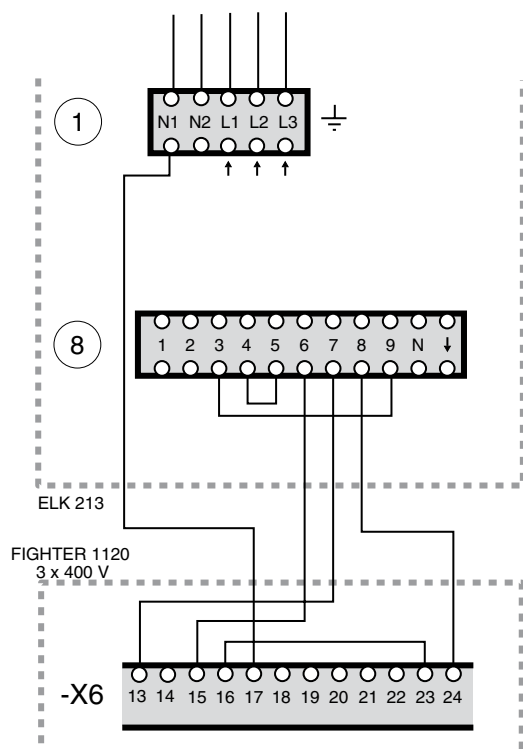 1
N1 N2 L1 L2 L3
8
1 2 3 4 5 6 7 8 9 N
ELK 213
FIGHTER 1120
3 x 400 V
-X6
13 14 15 16 17 18 19 20 21 22 23 24